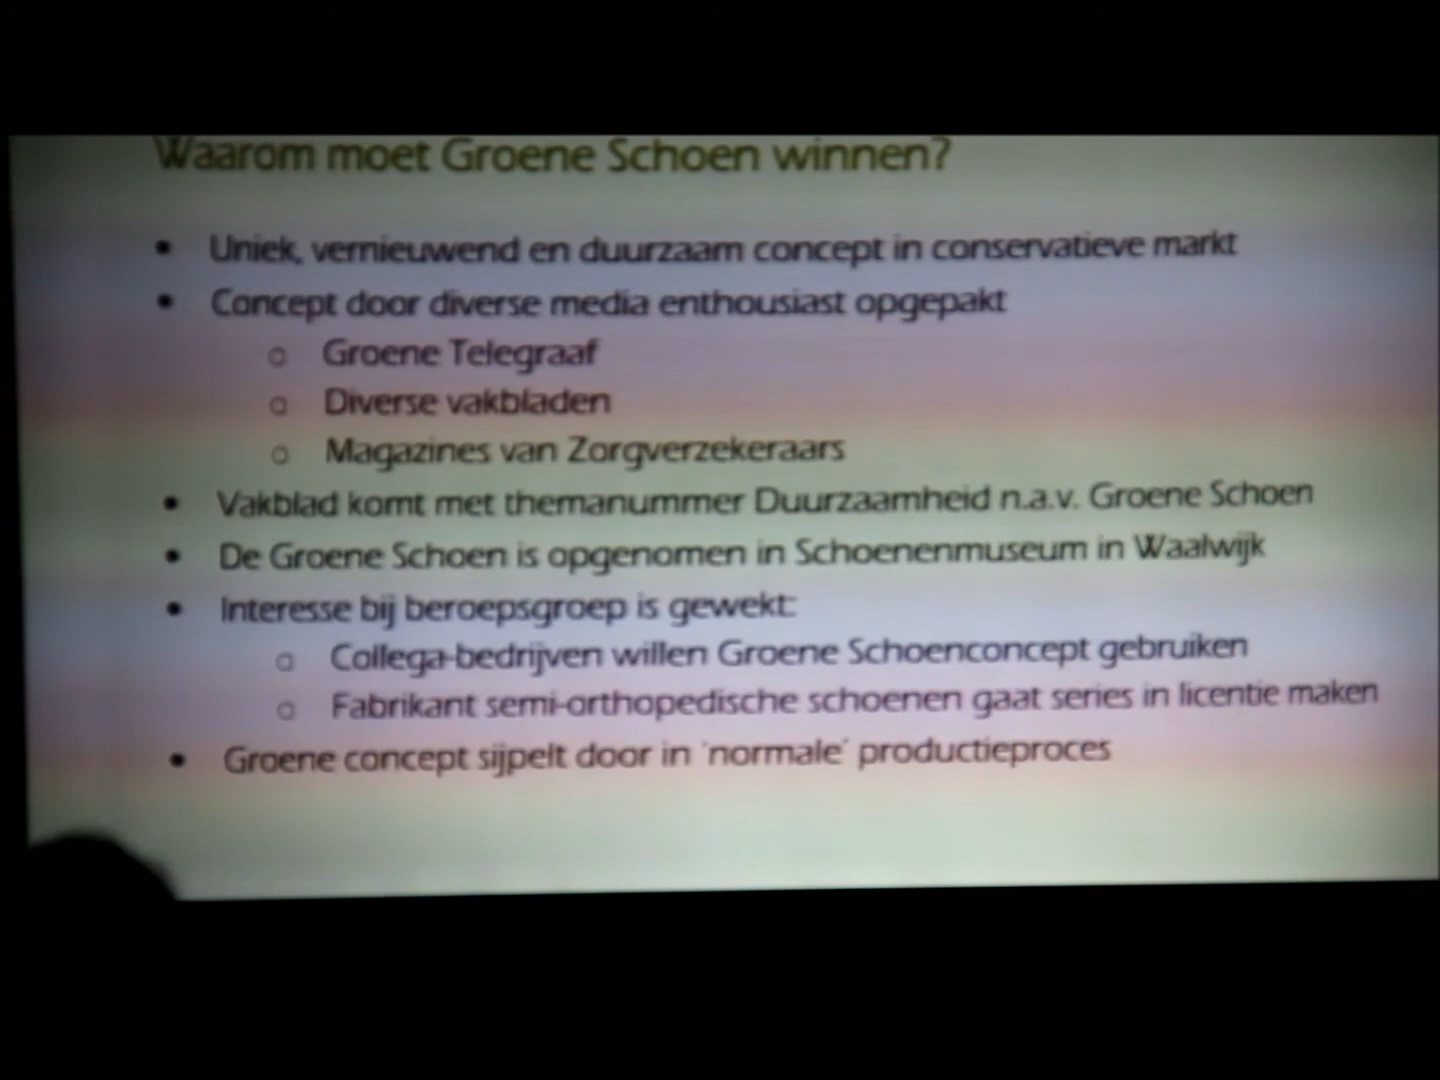 Waarom moet Groene Schoen winnen?
• Uniek, vernieuwend en duurzaam concept in conservatieve markt
• Concept door diverse media enthousiast opgepakt
o Groene Telegraaf
o Diverse vakbladen
o Magazines van Zorgverzekeraars
• Vakblad komt met themanummer Duurzaamheid n.a.v. Groene Schoen
• De Groene Schoen is opgenomen in Schoenenmuseum in Waalwijk
• Interesse bij beroepsgroep is gewekt:
o Collega-bedrijven willen Groene Schoenconcept gebruiken
o Fabrikant semi-orthopedische schoenen gaat series in licentie maken
• Groene concept sijpelt door in 'normale' productieproces